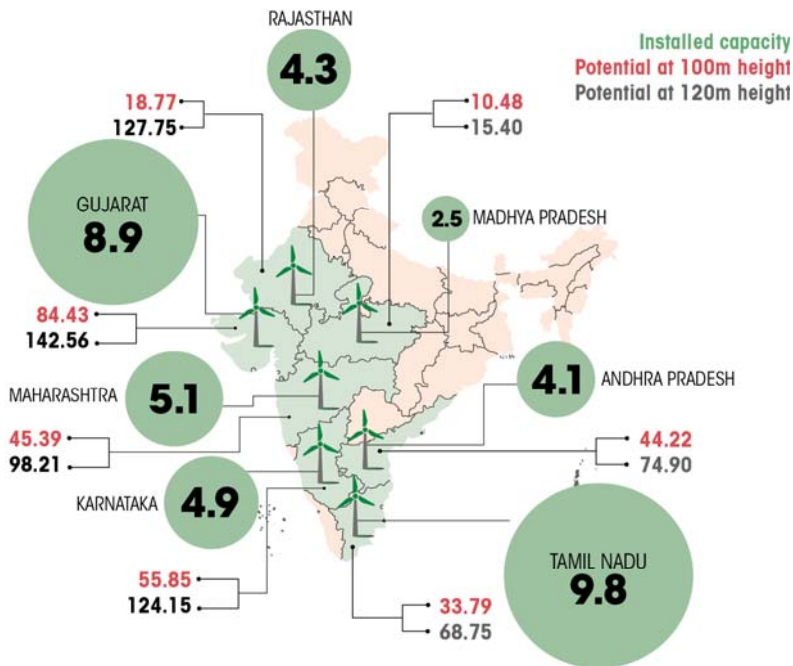 RAJASTHAN
4.3
Installed capacity
Potential at 100m height
Potential at 120m height
18.77
127.75
10.48
15.40
GUJARAT
8.9
2.5
MADHYA PRADESH
84.43
142.56
MAHARASHTRA
5.1
4.1
ANDHRA PRADESH
45.39
98.21
44.22
74.90
KARNATAKA
4.9
TAMIL NADU
9.8
55.85
124.15
33.79
68.75